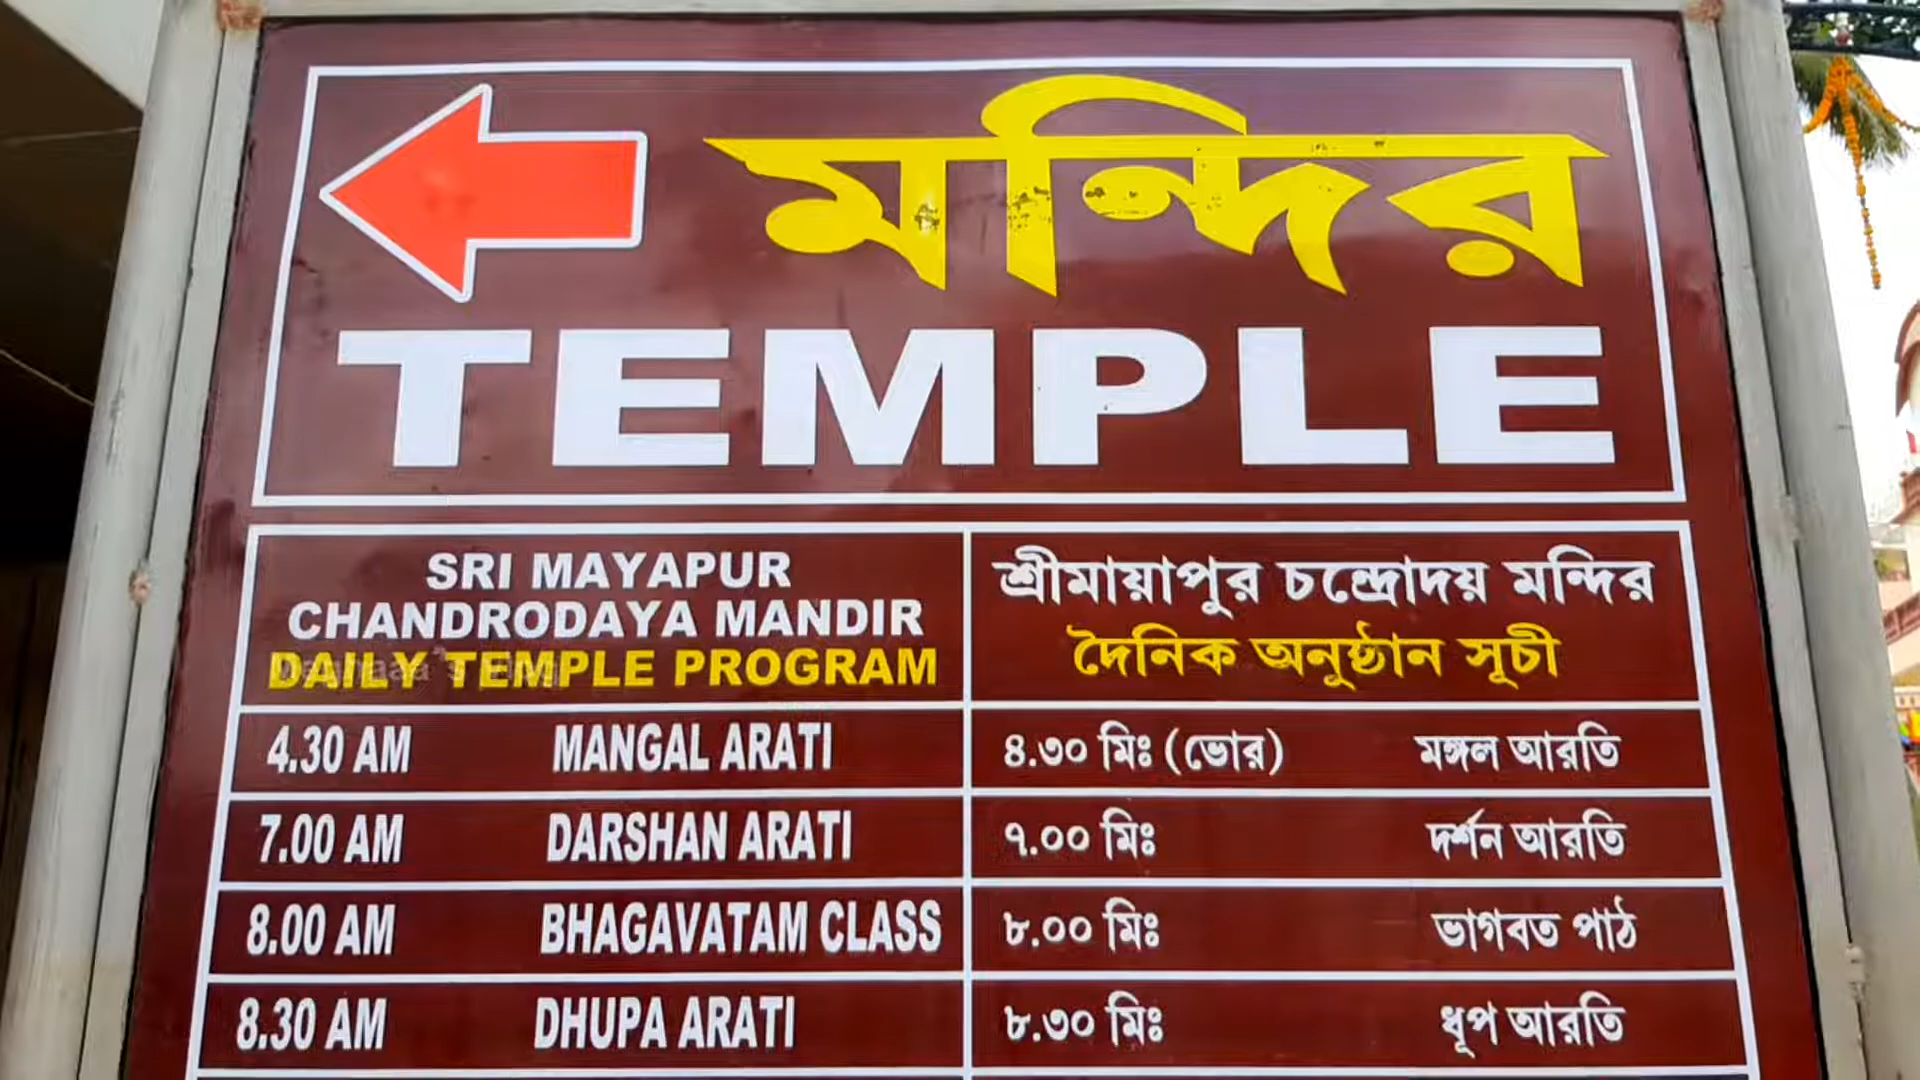 মন্দির
TEMPLE
SRI MAYAPUR
CHANDRODAYA MANDIR
DAILY TEMPLE PROGRAM
শ্রীমায়াপুর চন্দ্রোদয় মন্দির
দৈনিক অনুষ্ঠান সূচী
4.30 AM MANGAL ARATI ৪.৩০ মিঃ (ভোর) মঙ্গল আরতি
7.00 AM DARSHAN ARATI ৭.০০ মিঃ দর্শন আরতি
8.00 AM BHAGAVATAM CLASS ৮.০০ মিঃ ভাগবত পাঠ
8.30 AM DHUPA ARATI ৮.৩০ মিঃ ধূপ আরতি